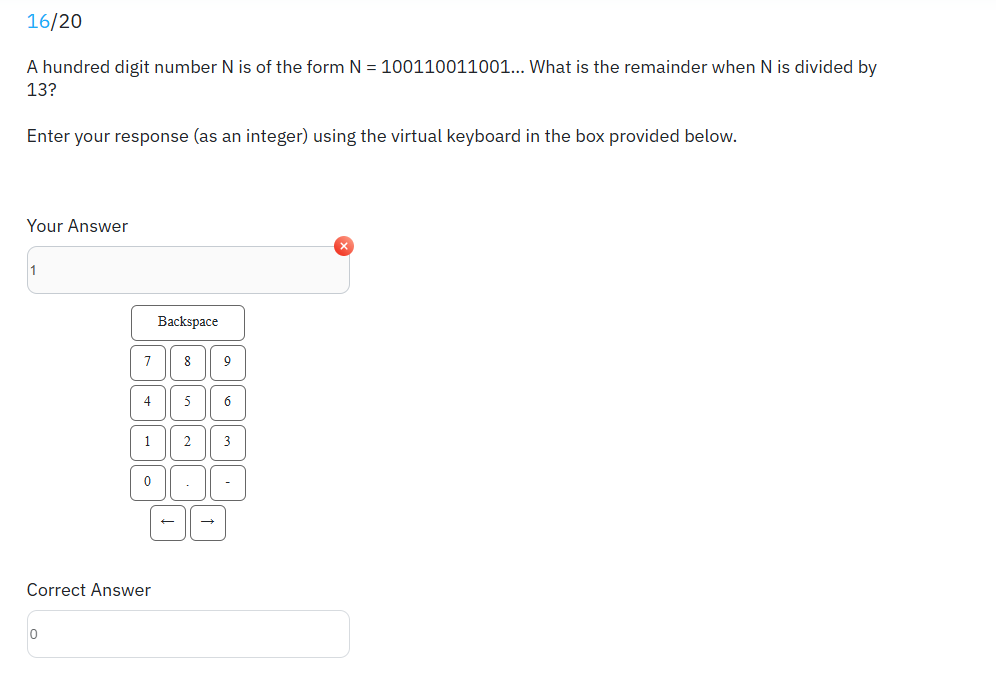 16/20
A hundred digit number N is of the form N = 100110011001... What is the remainder when N is divided by
13?
Enter your response (as an integer) using the virtual keyboard in the box provided below.
Your Answer
1
Backspace
7 8 9
4 5 6
1 2 3
0 . -
← →
Correct Answer
0